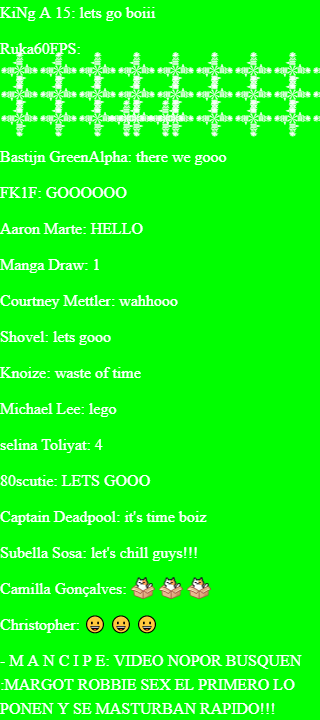 KiNg A 15: lets go boiii
Ruka60FPS:
Bastijn GreenAlpha: there we gooo
FK1F: GOOOOOO
Aaron Marte: HELLO
Manga Draw: 1
Courtney Mettler: wahhooo
Shovel: lets gooo
Knoize: waste of time
Michael Lee: lego
selina Toliyat: 4
80scutie: LETS GOOO
Captain Deadpool: it's time boiz
Subella Sosa: let's chill guys!!!
Camilla Gonçalves:
Christopher: 😀 😀 😀
- M A N C I P E: VIDEO NOPOR BUSQUEN
:MARGOT ROBBIE SEX EL PRIMERO LO
PONEN Y SE MASTURBAN RAPIDO!!!